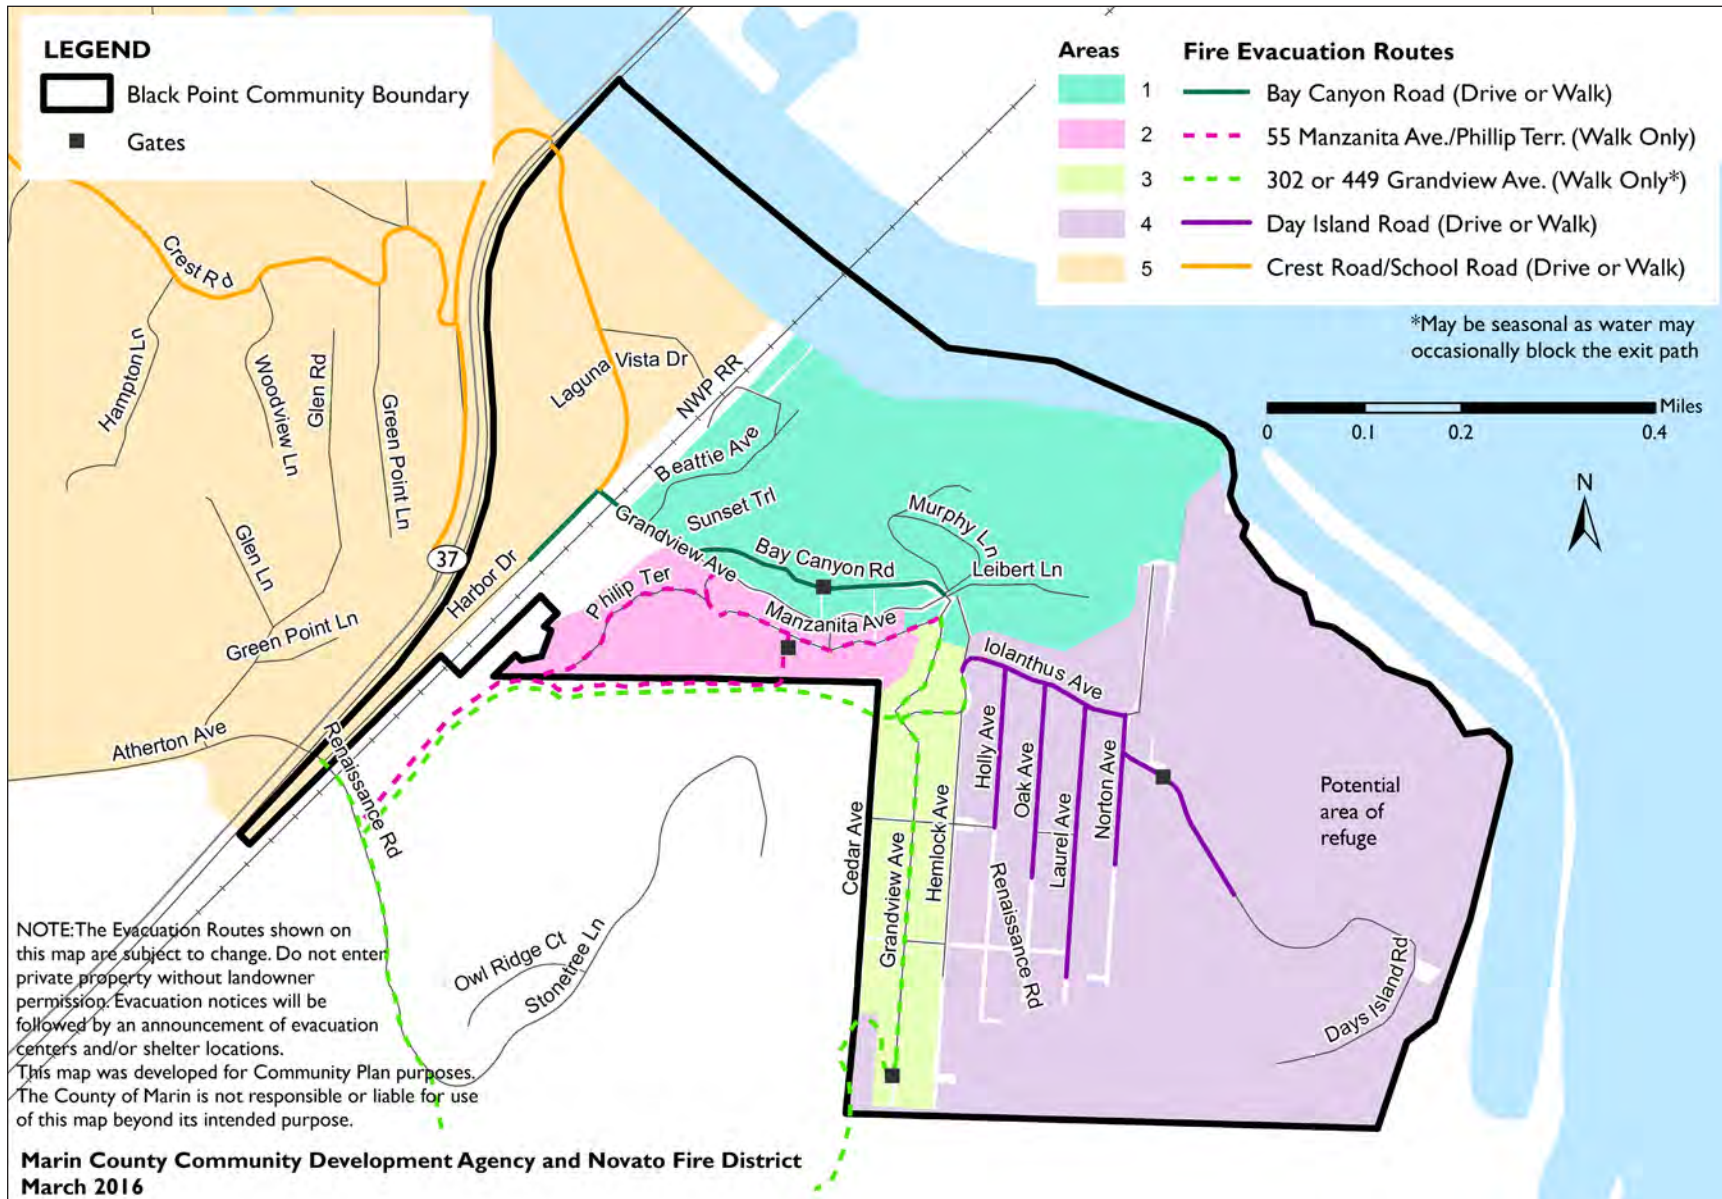 LEGEND
Black Point Community Boundary
Gates
Areas
Fire Evacuation Routes
1
Bay Canyon Road (Drive or Walk)
2
55 Manzanita Ave./Phillip Terr. (Walk Only)
3
302 or 449 Grandview Ave. (Walk Only*)
4
Day Island Road (Drive or Walk)
5
Crest Road/School Road (Drive or Walk)
*May be seasonal as water may
occasionally block the exit path
Miles
0
0.1
0.2
0.4
N
Crest Rd
Hampton Ln
Woodview Ln
Glen Rd
Green Point Ln
Laguna Vista Dr
NWP RR
Beattie Ave
Sunset Trl
Grandview Ave
Bay Canyon Rd
Murphy Ln
Leibert Ln
Glen Ln
37
Harbor Dr
Philip Ter
Manzanita Ave
Green Point Ln
Iolanthus Ave
Atherton Ave
Renaissance Rd
Holly Ave
Oak Ave
Laurel Ave
Norton Ave
Potential
area of
refuge
Cedar Ave
Grandview Ave
Hemlock Ave
Renaissance Rd
Owl Ridge Ct
Stonetree Ln
Days Island Rd
NOTE:The Evacuation Routes shown on
this map are subject to change. Do not enter
private property without landowner
permission. Evacuation notices will be
followed by an announcement of evacuation
centers and/or shelter locations.
This map was developed for Community Plan purposes.
The County of Marin is not responsible or liable for use
of this map beyond its intended purpose.
Marin County Community Development Agency and Novato Fire District
March 2016